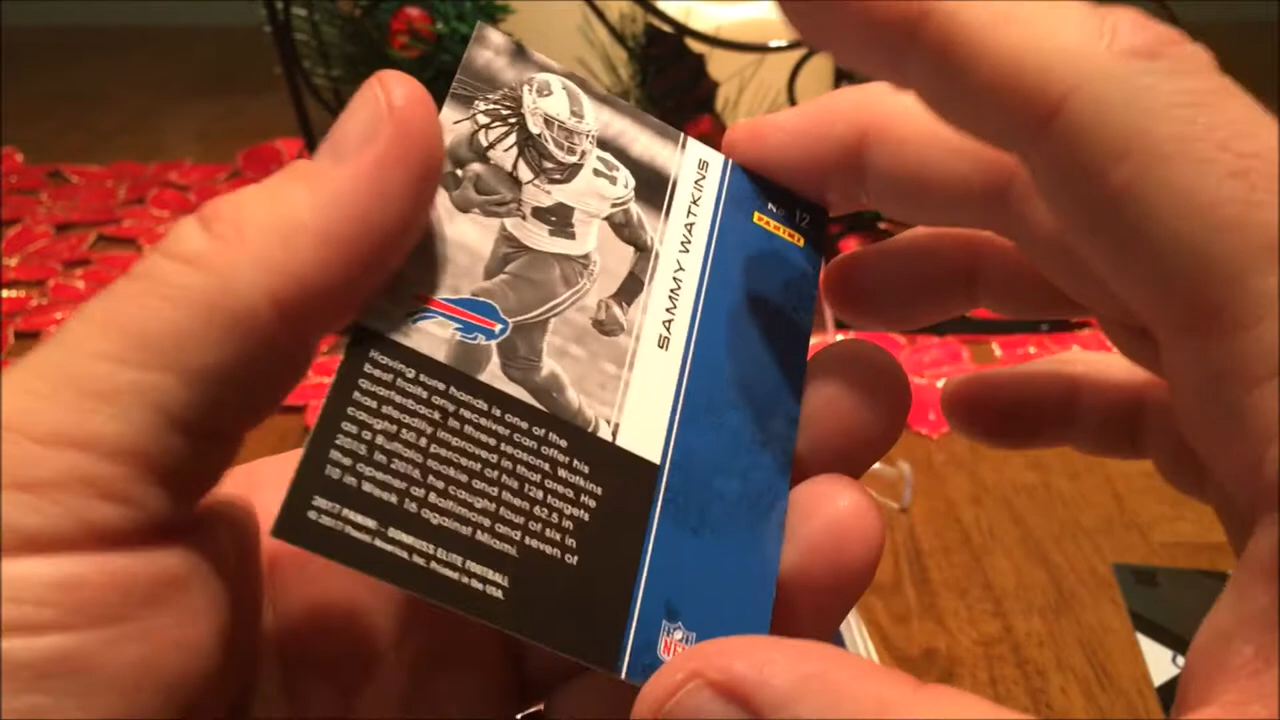 14
4
SAMMY WATKINS
No. 12
PANINI
Having sure hands is one of the
best traits any receiver can offer his
quarterback. In three seasons, Watkins
has steadily improved in that area. He
caught 50.8 percent of his 128 targets
as a Buffalo rookie and then 62.5 in
2015. In 2016, he caught four of six in
the opener at Baltimore and seven of
10 in Week 16 against Miami.
2017 PANINI - DONRUSS ELITE FOOTBALL
© 2017 Panini America, Inc. Printed in the USA.
NFL